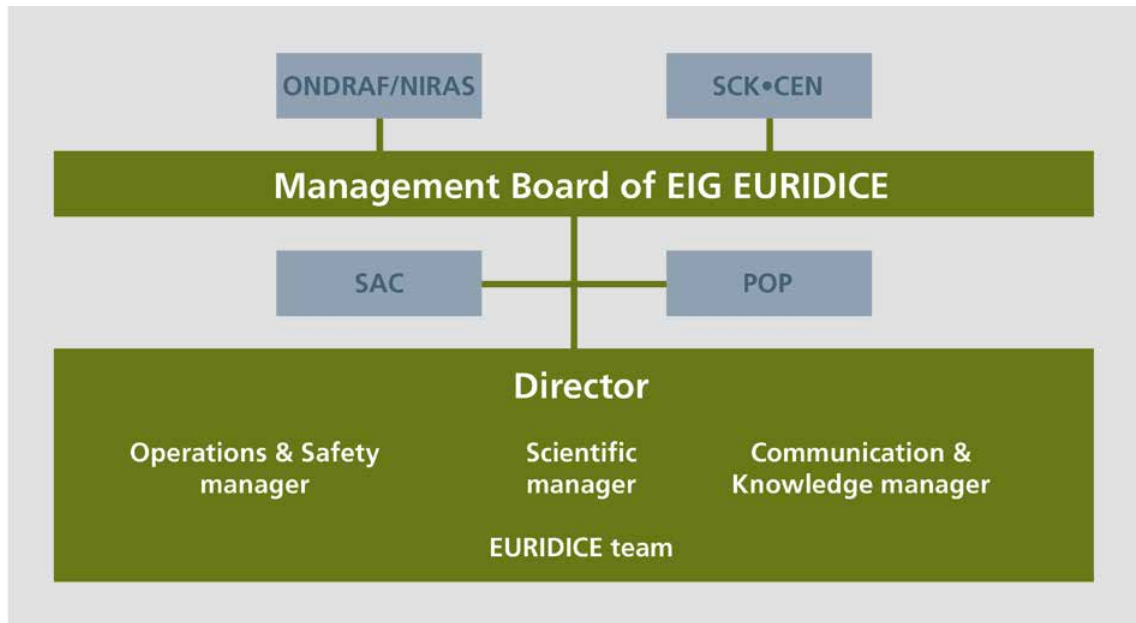 ONDRAF/NIRAS
SCK•CEN
Management Board of EIG EURIDICE
SAC
POP
Director
Operations & Safety
manager
Scientific
manager
Communication &
Knowledge manager
EURIDICE team